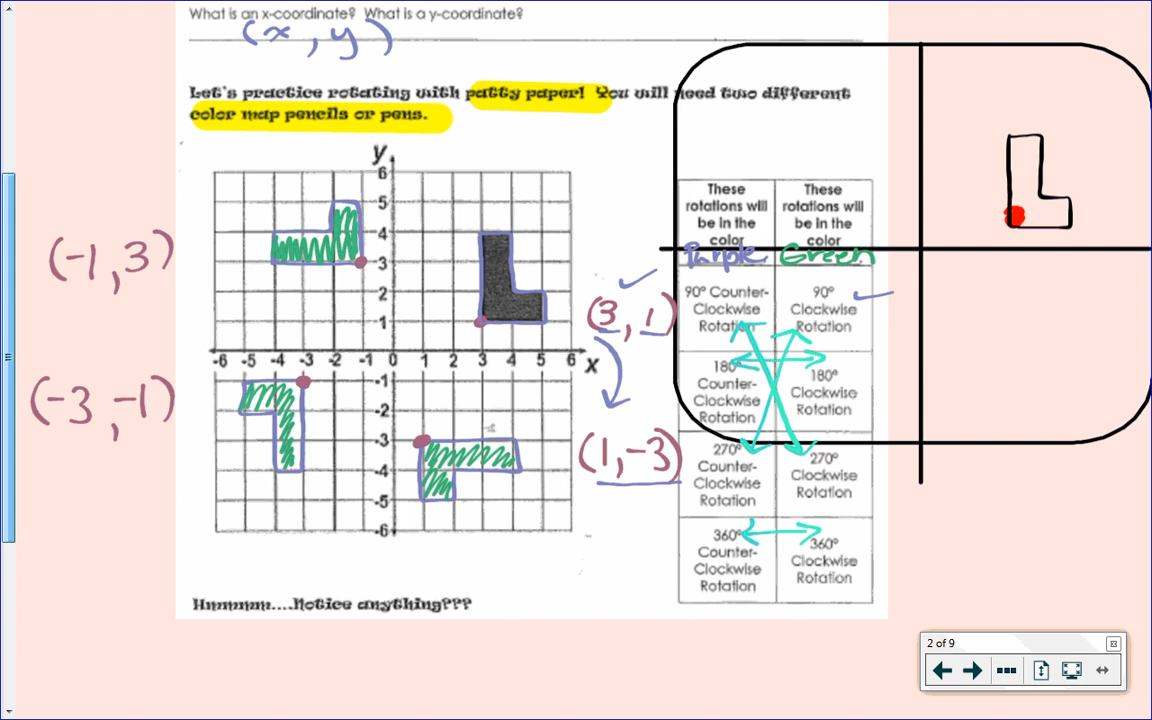 What is an x-coordinate? What is a y-coordinate?
(x, y)
Let's practice rotating with patty paper! You will need two different
color map pencils or pens.
y
6
5
4
3
2
1
-6 -5 -4 -3 -2 -1 0 1 2 3 4 5 6 x
-1
-2
-3
-4
-5
-6
(-1,3)
(-3,-1)
(3,1)
(1,-3)
These
rotations will
be in the
color
Purple
These
rotations will
be in the
color
Green
90° Counter-
Clockwise
Rotation
90°
Clockwise
Rotation
180°
Counter-
Clockwise
Rotation
180°
Clockwise
Rotation
270°
Counter-
Clockwise
Rotation
270°
Clockwise
Rotation
360°
Counter-
Clockwise
Rotation
360°
Clockwise
Rotation
Hmmmmm....Notice anything???
2 of 9